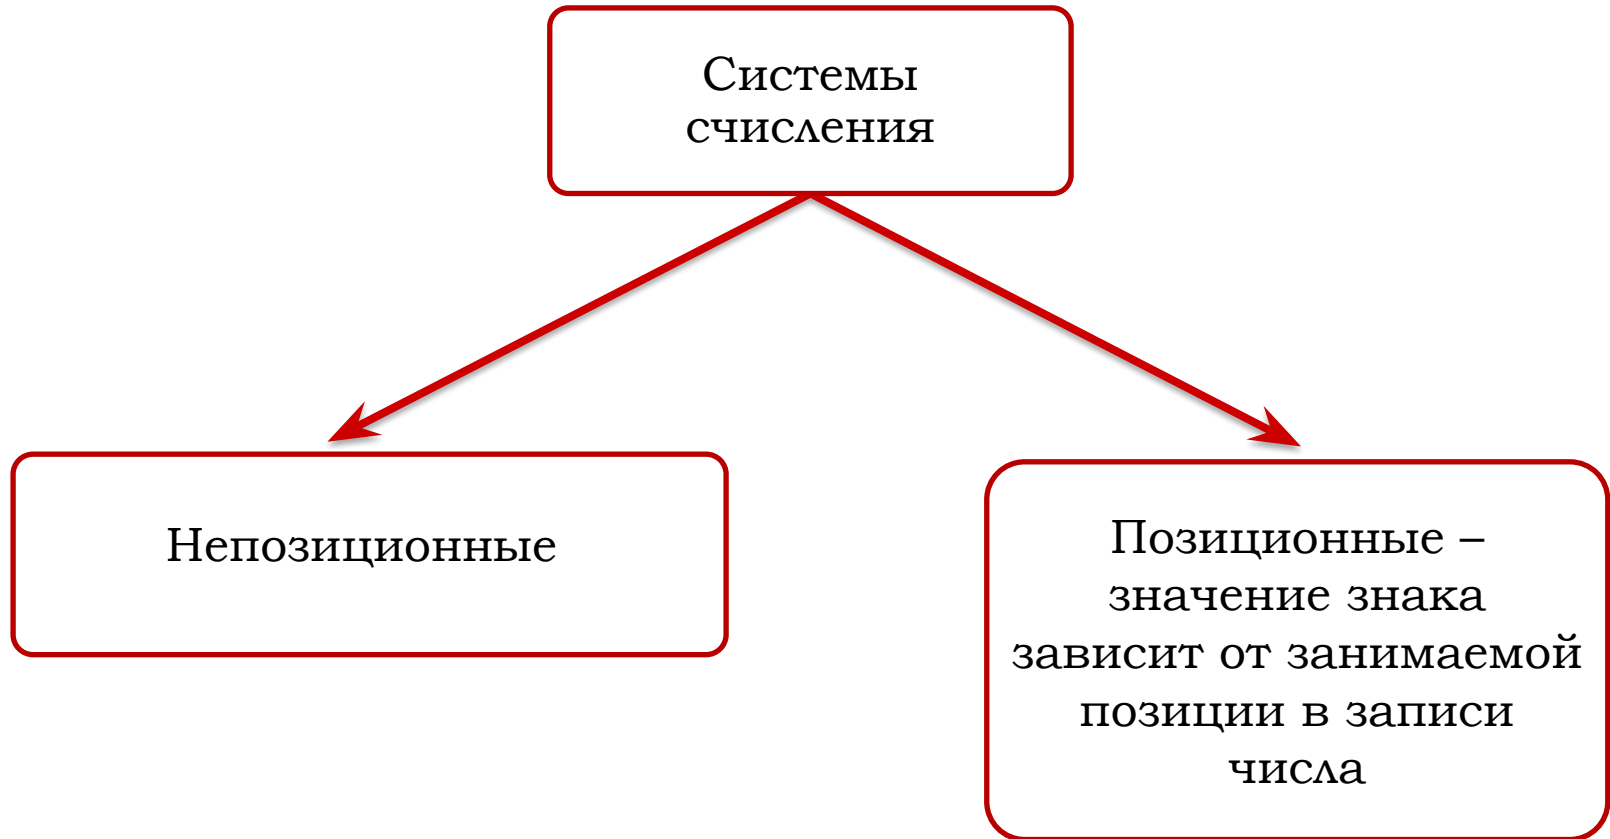 Системы
счисления
Непозиционные
Позиционные –
значение знака
зависит от занимаемой
позиции в записи
числа